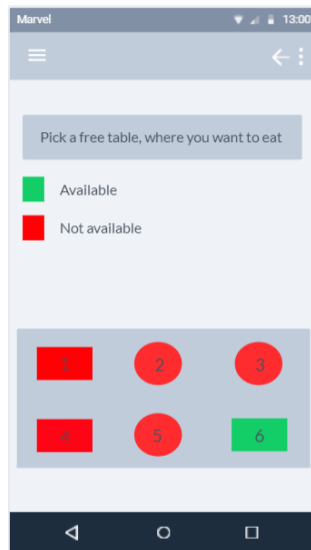 Marvel 13:00
Pick a free table, where you want to eat
Available
Not available
1 2 3
4 5 6